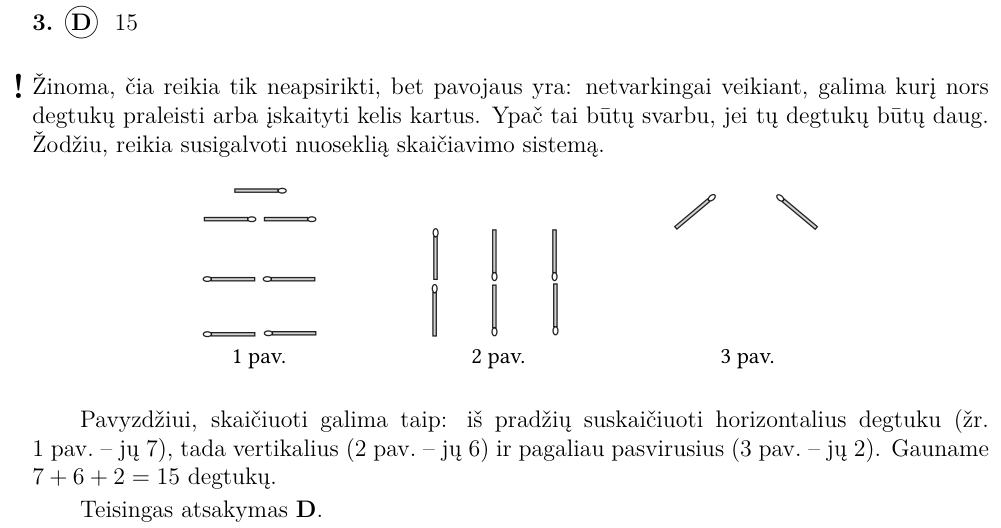 3. D 15
! Žinoma, čia reikia tik neapsirikti, bet pavojaus yra: netvarkingai veikiant, galima kurį nors
degtukų praleisti arba įskaityti kelis kartus. Ypač tai būtų svarbu, jei tų degtukų būtų daug.
Žodžiu, reikia susigalvoti nuoseklią skaičiavimo sistemą.
1 pav. 2 pav. 3 pav.
Pavyzdžiui, skaičiuoti galima taip: iš pradžių suskaičiuoti horizontalius degtuku (žr.
1 pav. – jų 7), tada vertikalius (2 pav. – jų 6) ir pagaliau pasvirusius (3 pav. – jų 2). Gauname
7 + 6 + 2 = 15 degtukų.
Teisingas atsakymas D.